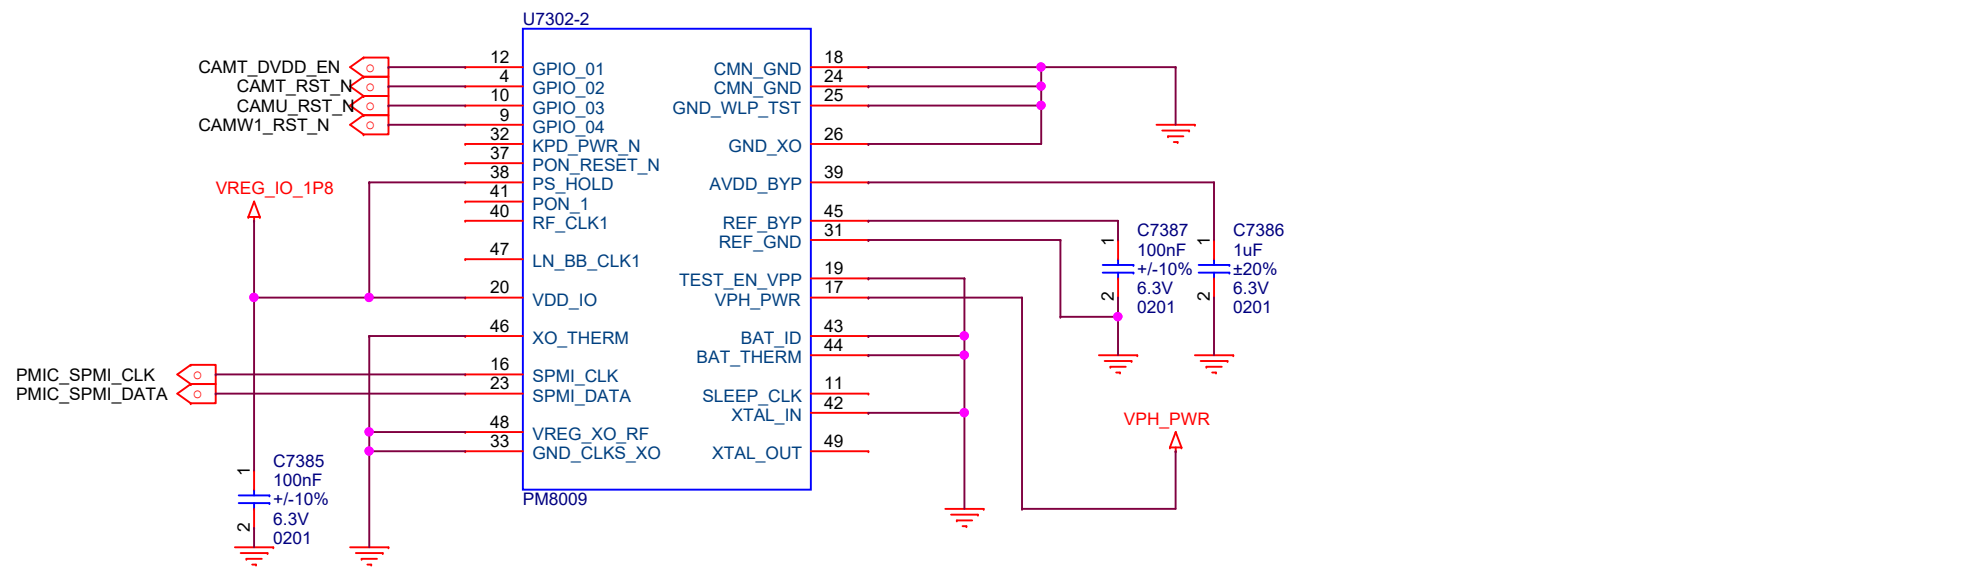 U7302-2
CAMT_DVDD_EN
12
GPIO_01
CAMT_RST_N
4
GPIO_02
CAMU_RST_N
10
GPIO_03
CAMW1_RST_N
9
GPIO_04
32
KPD_PWR_N
37
PON_RESET_N
38
PS_HOLD
41
PON_1
40
RF_CLK1
47
LN_BB_CLK1
VREG_IO_1P8
20
VDD_IO
46
XO_THERM
PMIC_SPMI_CLK
16
SPMI_CLK
PMIC_SPMI_DATA
23
SPMI_DATA
48
VREG_XO_RF
33
GND_CLKS_XO
1
2
C7385
100nF
+/-10%
6.3V
0201
PM8009
CMN_GND
18
CMN_GND
24
GND_WLP_TST
25
GND_XO
26
AVDD_BYP
39
REF_BYP
45
REF_GND
31
TEST_EN_VPP
19
VPH_PWR
17
BAT_ID
43
BAT_THERM
44
SLEEP_CLK
11
XTAL_IN
42
XTAL_OUT
49
1
2
C7387
100nF
+/-10%
6.3V
0201
1
2
C7386
1uF
±20%
6.3V
0201
VPH_PWR